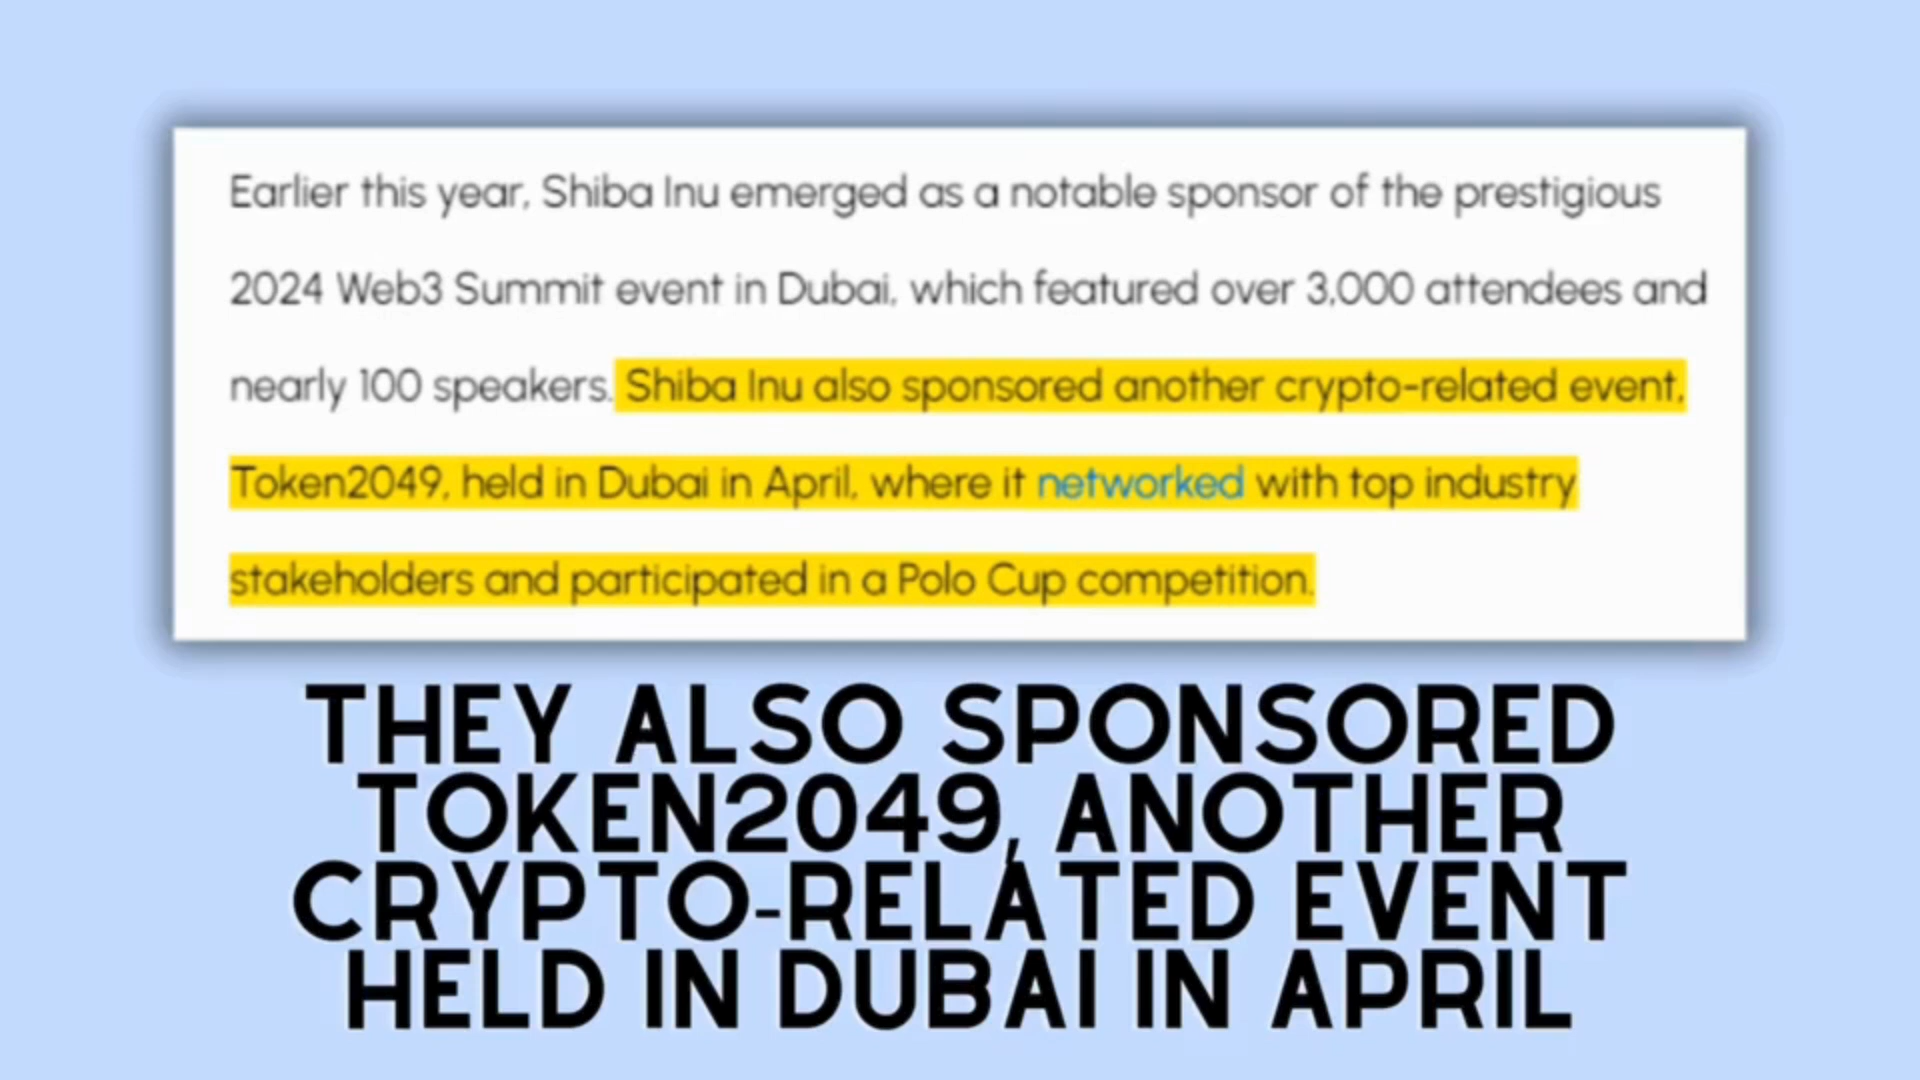 Earlier this year, Shiba Inu emerged as a notable sponsor of the prestigious
2024 Web3 Summit event in Dubai, which featured over 3,000 attendees and
nearly 100 speakers. Shiba Inu also sponsored another crypto-related event,
Token2049, held in Dubai in April, where it networked with top industry
stakeholders and participated in a Polo Cup competition.
THEY ALSO SPONSORED
TOKEN2049, ANOTHER
CRYPTO-RELATED EVENT
HELD IN DUBAI IN APRIL